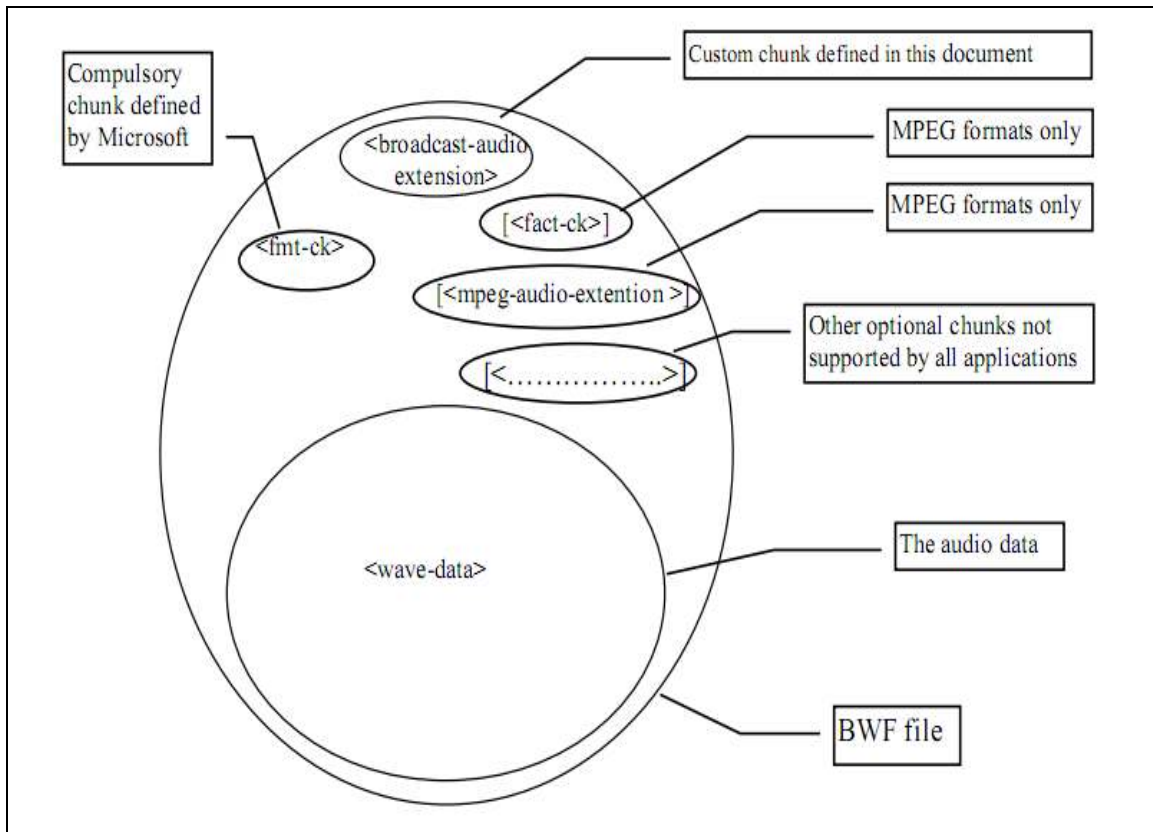 Compulsory
chunk defined
by Microsoft
Custom chunk defined in this document
<broadcast-audio
extension>
MPEG formats only
[<fact-ck>]
MPEG formats only
<fmt-ck>
[<mpeg-audio-extention >]
Other optional chunks not
supported by all applications
[<……………..>]
The audio data
<wave-data>
BWF file